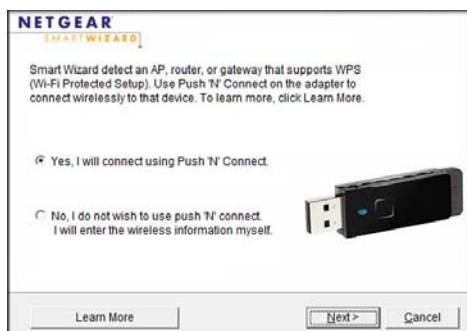 NETGEAR
SMARTWIZARD
Smart Wizard detect an AP, router, or gateway that supports WPS
(Wi-Fi Protected Setup). Use Push 'N' Connect on the adapter to
connect wirelessly to that device. To learn more, click Learn More.
Yes, I will connect using Push 'N' Connect.
No, I do not wish to use push 'N' connect.
I will enter the wireless information myself.
Learn More
Next >
Cancel